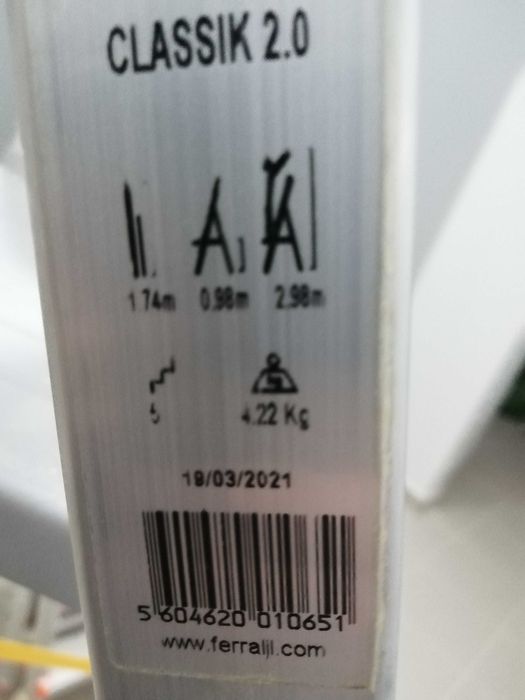 CLASSIK 2.0
1.74m 0.98m 2.98m
5 4.22 Kg
19/03/2021
5 604620 010651
www.ferraljl.com